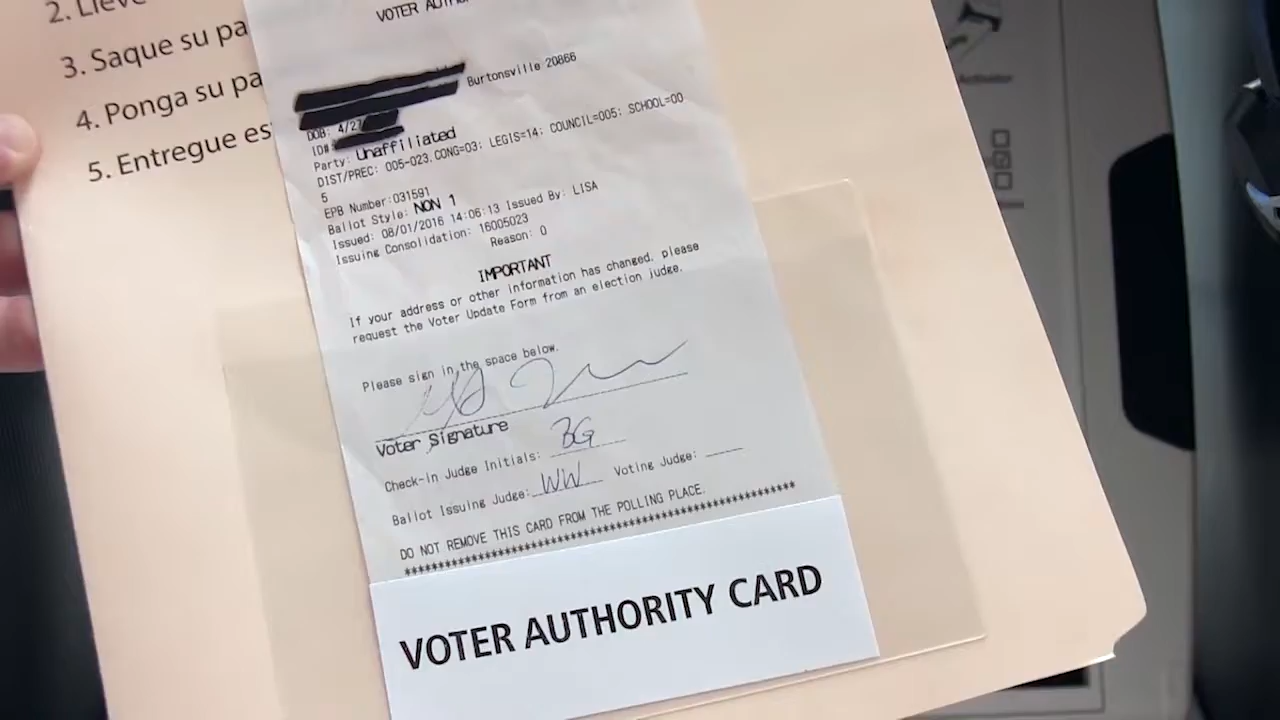 2. Lleve
3. Saque su pa
4. Ponga su pa
5. Entregue es
VOTER AUTH
Burtonsville 20866
DOB: 4/27
ID#
Party: Unaffiliated
DIST/PREC: 005-023, CONG=03; LEGIS=14; COUNCIL=005; SCHOOL=00
5
EPB Number:031591
Ballot Style: NON 1
Issued: 08/01/2016 14:06:13 Issued By: LISA
Issuing Consolidation: 16005023
Reason: 0
IMPORTANT
If your address or other information has changed, please
request the Voter Update Form from an election judge.
Please sign in the space below.
Voter Signature
Check-In Judge Initials: BG
Ballot Issuing Judge: WW Voting Judge: ____
DO NOT REMOVE THIS CARD FROM THE POLLING PLACE.
VOTER AUTHORITY CARD